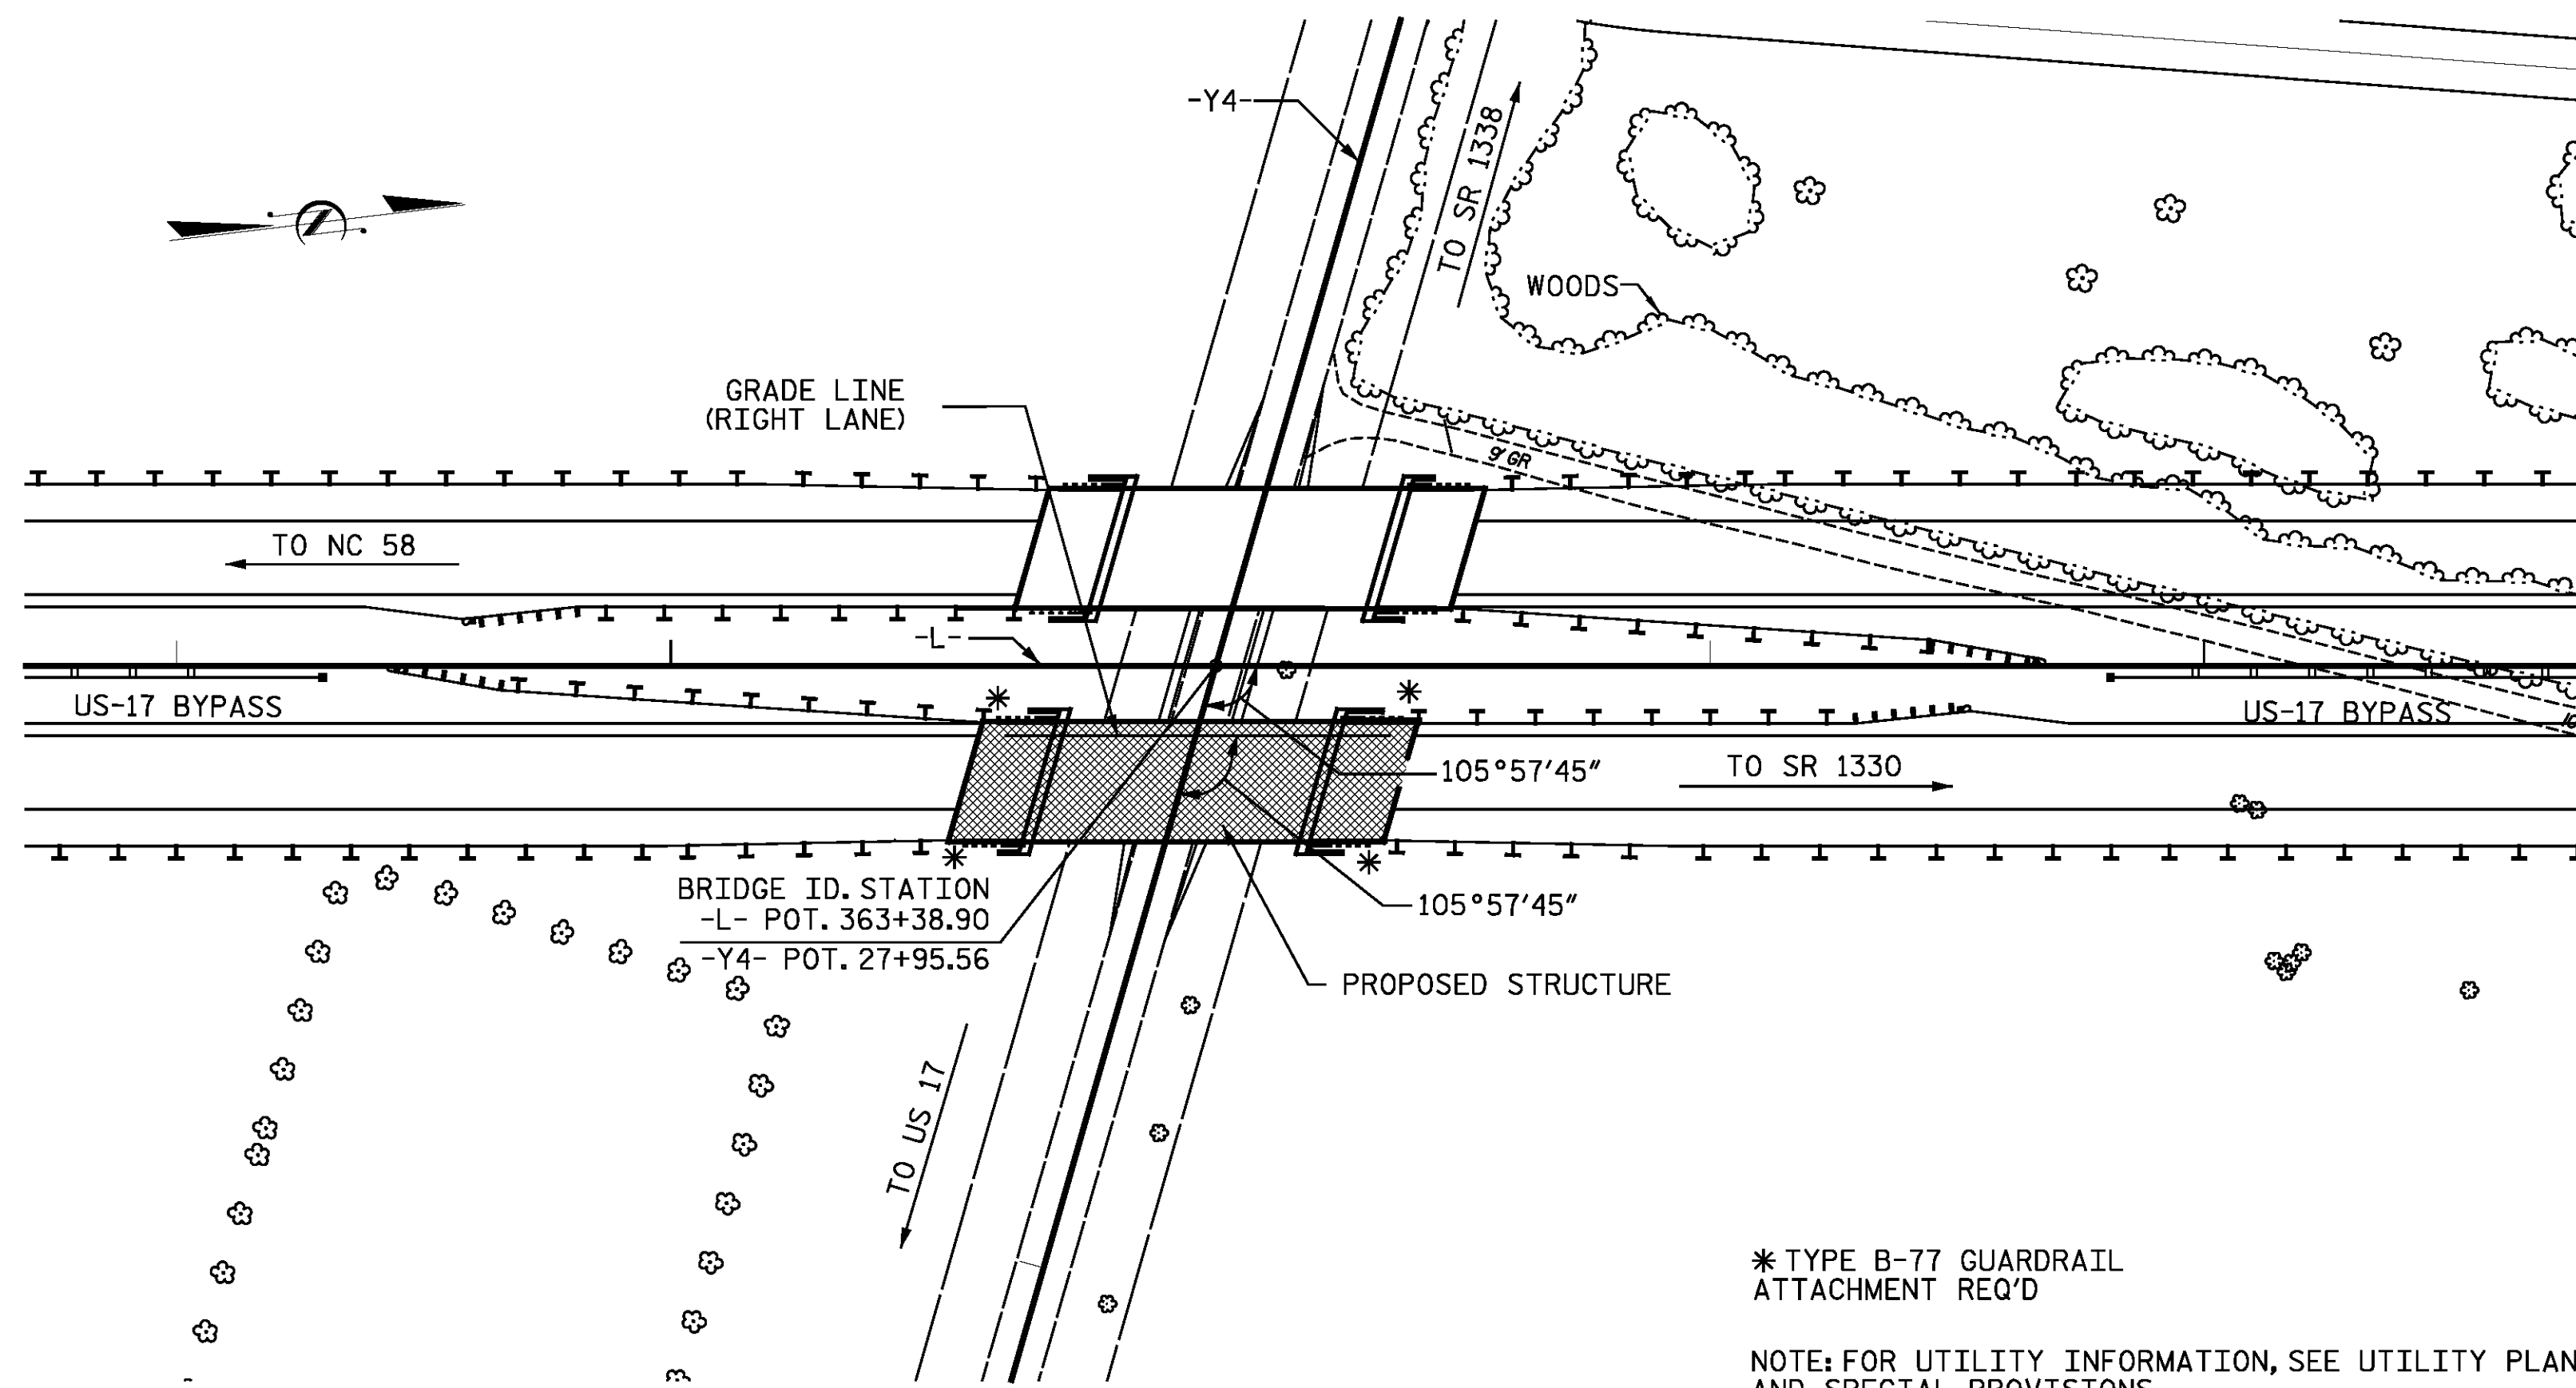 -Y4-
TO SR 1338
WOODS
GRADE LINE
(RIGHT LANE)
9' GR
TO NC 58
-L-
US-17 BYPASS
US-17 BYPASS
105°57'45"
TO SR 1330
BRIDGE ID. STATION
-L- POT. 363+38.90
-Y4- POT. 27+95.56
105°57'45"
PROPOSED STRUCTURE
TO US 17
* TYPE B-77 GUARDRAIL
ATTACHMENT REQ'D
NOTE: FOR UTILITY INFORMATION, SEE UTILITY PLAN
AND SPECIAL PROVISIONS